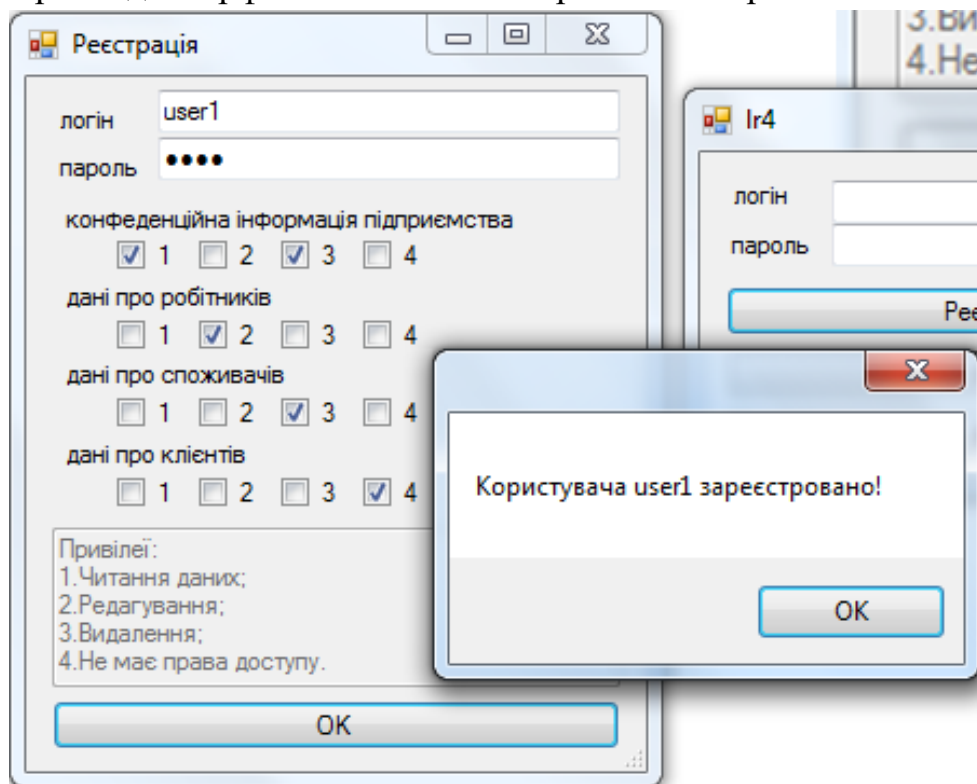 Реєстрація
логін user1
пароль ••••
конфеденційна інформація підприємства
1 2 3 4
дані про робітників
1 2 3 4
дані про споживачів
1 2 3 4
дані про клієнтів
1 2 3 4
Привілеї:
1.Читання даних;
2.Редагування;
3.Видалення;
4.Не має права доступу.
OK
3.Ви
4.Не
lr4
логін
пароль
Реє
Користувача user1 зареєстровано!
OK